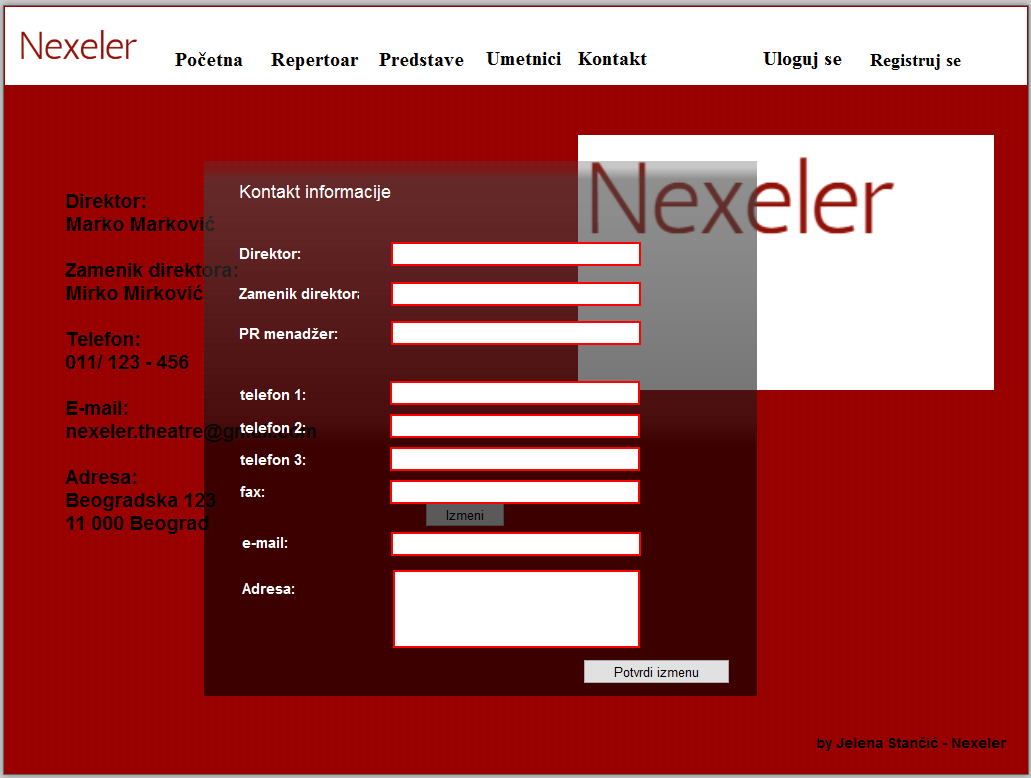 Nexeler
Početna Repertoar Predstave Umetnici Kontakt Uloguj se Registruj se
Nexeler
Direktor:
Marko Marković
Zamenik direktora:
Mirko Mirković
Telefon:
011/ 123 - 456
E-mail:
nexeler.theatre@gmail.com
Adresa:
Beogradska 123
11 000 Beograd
Kontakt informacije
Direktor:
Zamenik direktora
PR menadžer:
telefon 1:
telefon 2:
telefon 3:
fax:
Izmeni
e-mail:
Adresa:
Potvrdi izmenu
by Jelena Stančić - Nexeler